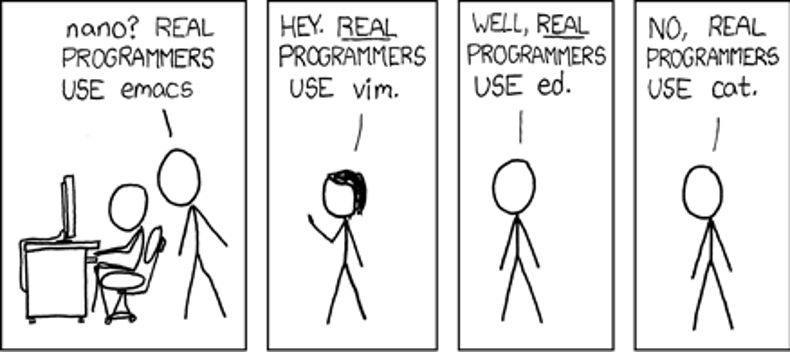 nano? REAL
PROGRAMMERS
USE emacs
HEY. REAL
PROGRAMMERS
USE vim.
WELL, REAL
PROGRAMMERS
USE ed.
NO, REAL
PROGRAMMERS
USE cat.